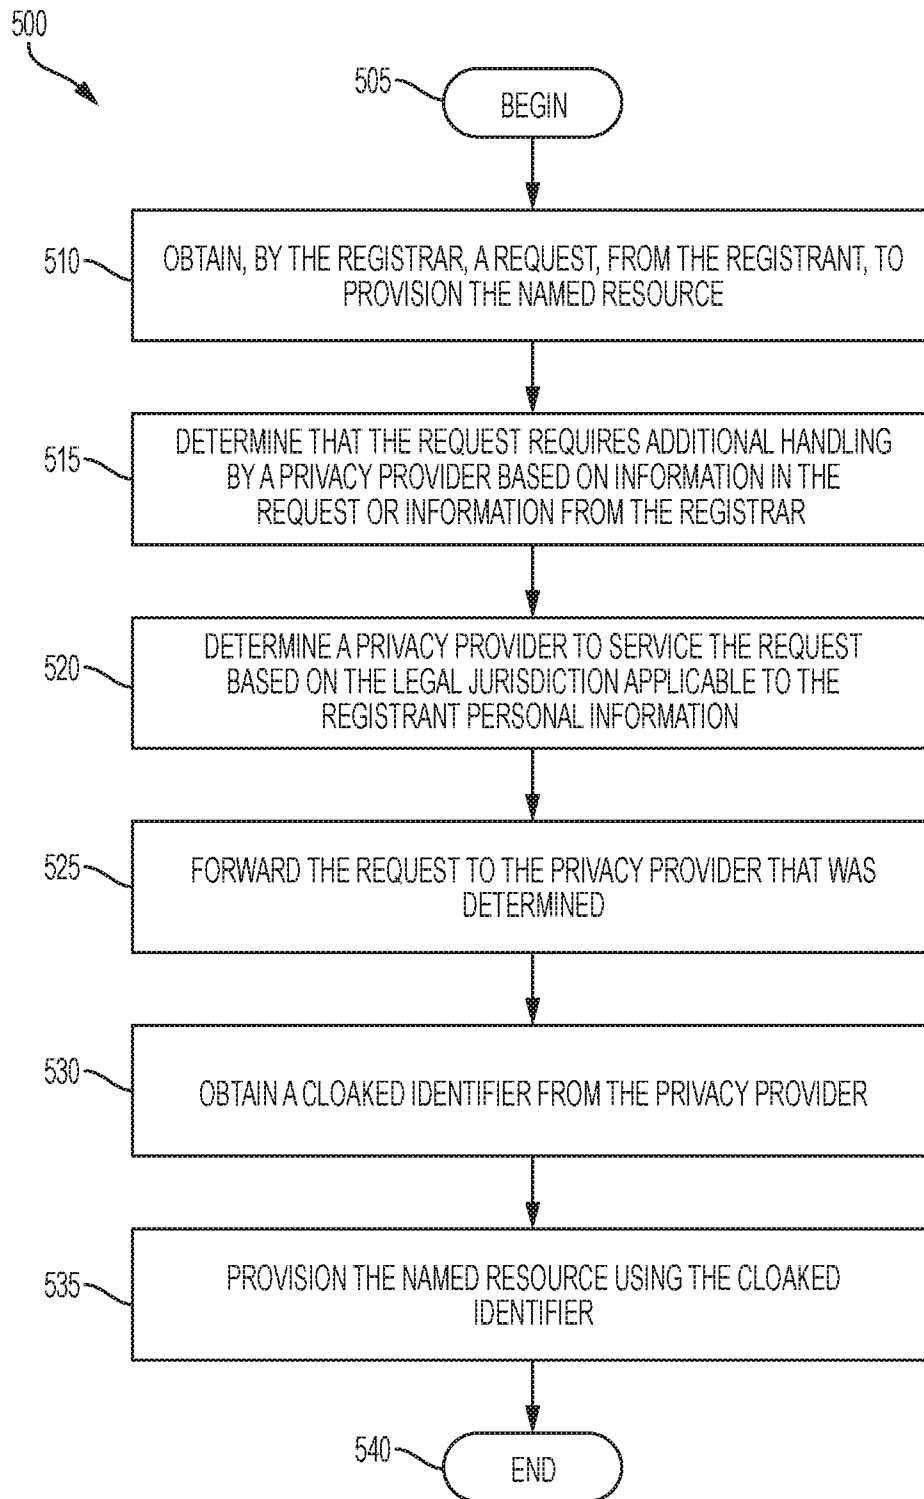 500
505
BEGIN
510
OBTAIN, BY THE REGISTRAR, A REQUEST, FROM THE REGISTRANT, TO
PROVISION THE NAMED RESOURCE
515
DETERMINE THAT THE REQUEST REQUIRES ADDITIONAL HANDLING
BY A PRIVACY PROVIDER BASED ON INFORMATION IN THE
REQUEST OR INFORMATION FROM THE REGISTRAR
520
DETERMINE A PRIVACY PROVIDER TO SERVICE THE REQUEST
BASED ON THE LEGAL JURISDICTION APPLICABLE TO THE
REGISTRANT PERSONAL INFORMATION
525
FORWARD THE REQUEST TO THE PRIVACY PROVIDER THAT WAS
DETERMINED
530
OBTAIN A CLOAKED IDENTIFIER FROM THE PRIVACY PROVIDER
535
PROVISION THE NAMED RESOURCE USING THE CLOAKED
IDENTIFIER
540
END